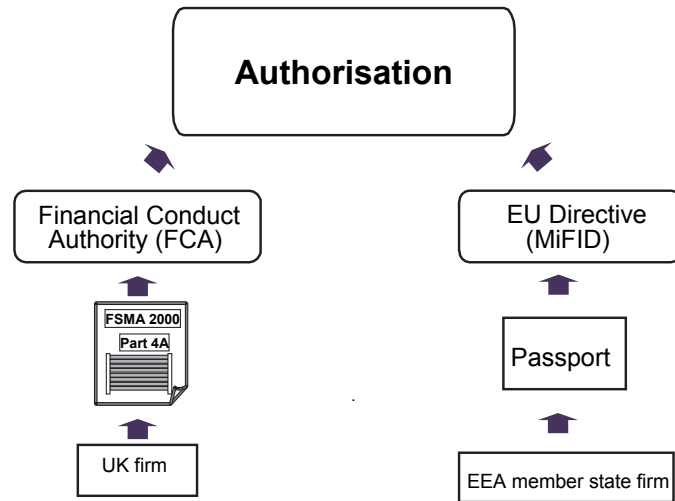 Authorisation
Financial Conduct
Authority (FCA)
EU Directive
(MiFID)
FSMA 2000
Part 4A
Passport
UK firm
EEA member state firm